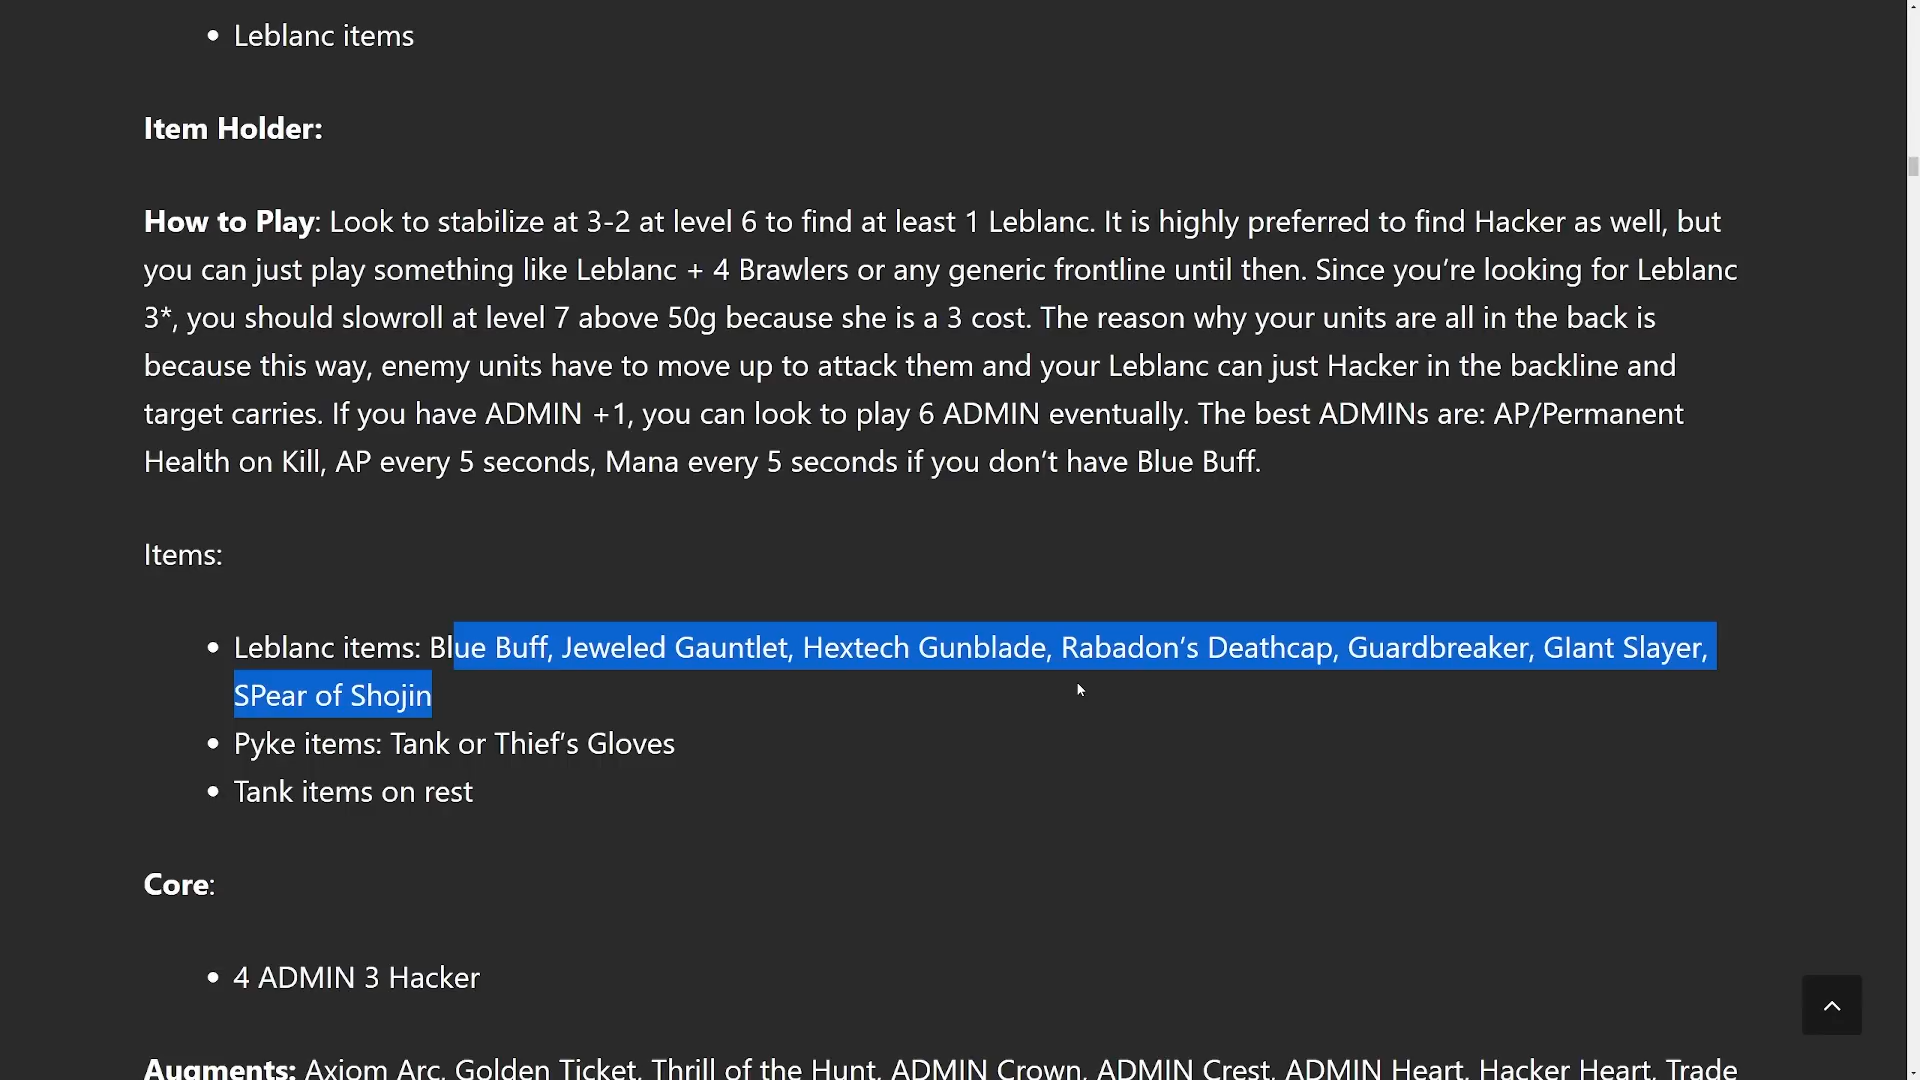 Leblanc items
Item Holder:
How to Play: Look to stabilize at 3-2 at level 6 to find at least 1 Leblanc. It is highly preferred to find Hacker as well, but
you can just play something like Leblanc + 4 Brawlers or any generic frontline until then. Since you’re looking for Leblanc
3*, you should slowroll at level 7 above 50g because she is a 3 cost. The reason why your units are all in the back is
because this way, enemy units have to move up to attack them and your Leblanc can just Hacker in the backline and
target carries. If you have ADMIN +1, you can look to play 6 ADMIN eventually. The best ADMINs are: AP/Permanent
Health on Kill, AP every 5 seconds, Mana every 5 seconds if you don’t have Blue Buff.
Items:
Leblanc items: Blue Buff, Jeweled Gauntlet, Hextech Gunblade, Rabadon’s Deathcap, Guardbreaker, GIant Slayer,
SPear of Shojin
Pyke items: Tank or Thief’s Gloves
Tank items on rest
Core:
4 ADMIN 3 Hacker
Augments: Axiom Arc, Golden Ticket, Thrill of the Hunt, ADMIN Crown, ADMIN Crest, ADMIN Heart, Hacker Heart, Trade